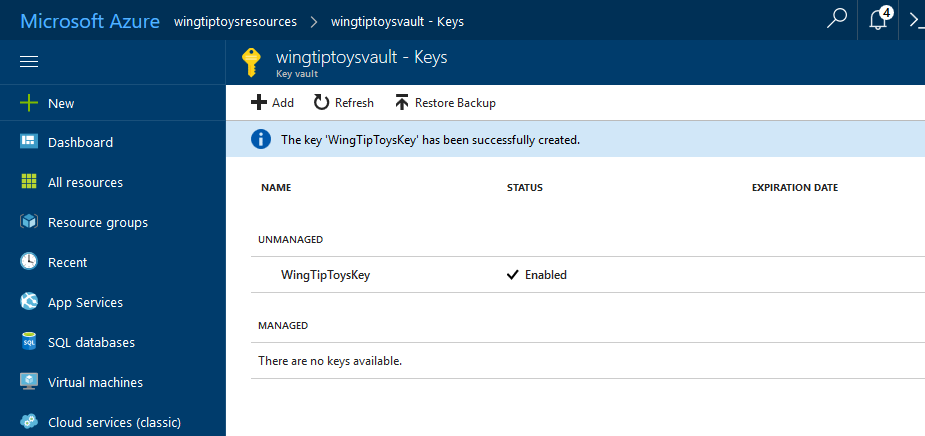 Microsoft Azure wingtiptoysresources > wingtiptoysvault - Keys 4
wingtiptoysvault - Keys
Key vault
New
Add Refresh Restore Backup
The key 'WingTipToysKey' has been successfully created.
Dashboard
All resources
Resource groups
Recent
App Services
SQL databases
Virtual machines
Cloud services (classic)
NAME STATUS EXPIRATION DATE
UNMANAGED
WingTipToysKey Enabled
MANAGED
There are no keys available.